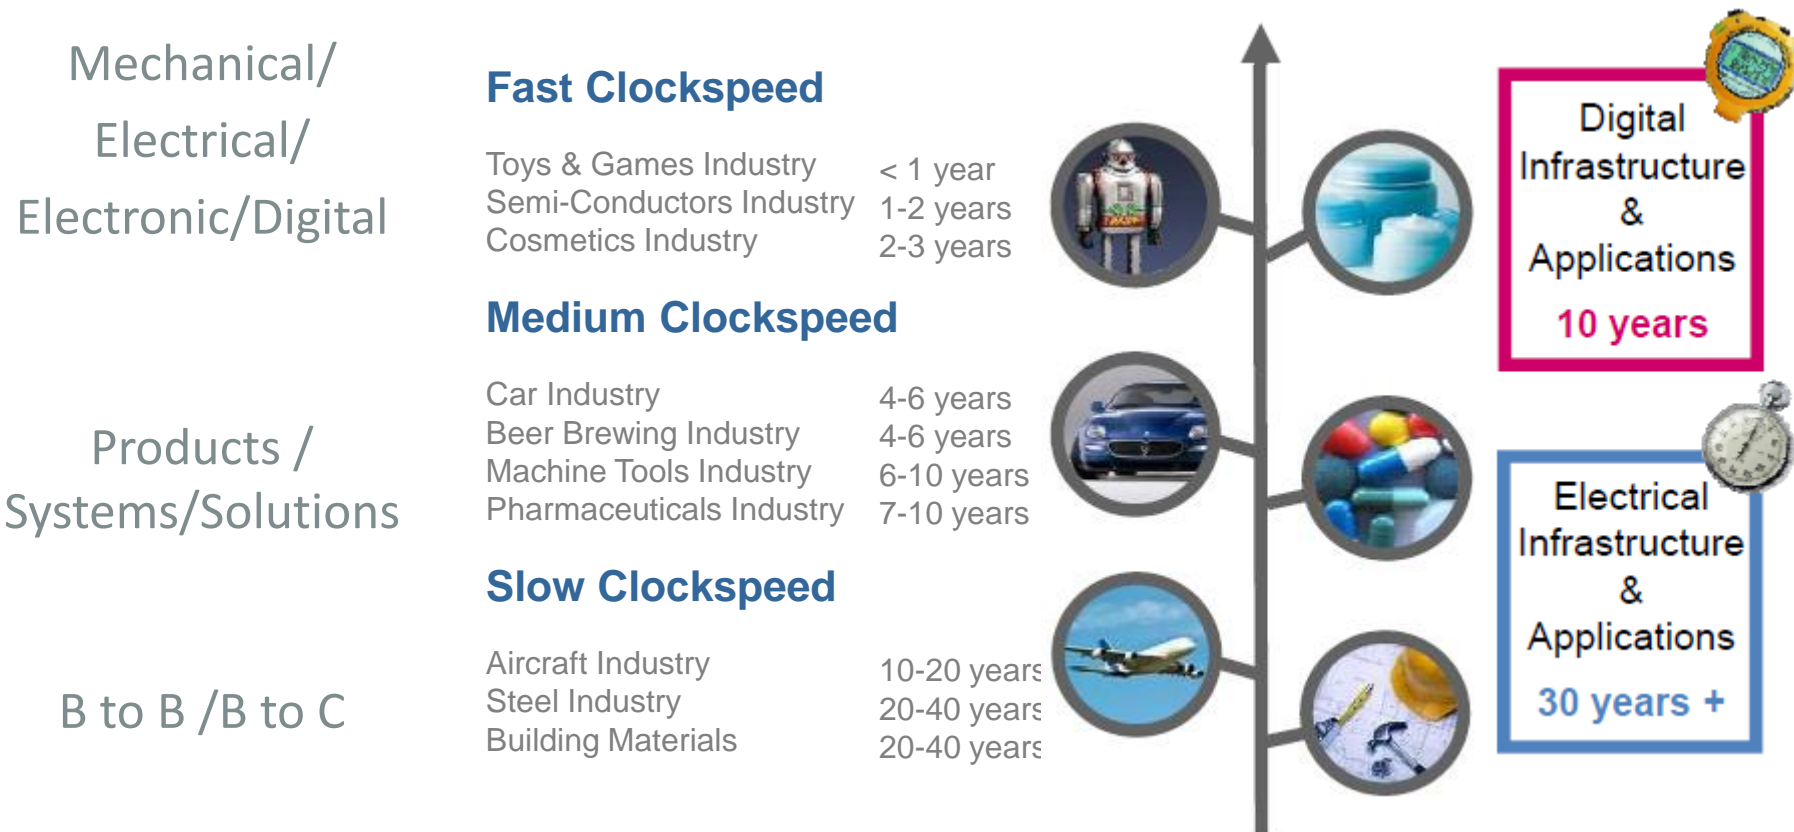 Mechanical/
Electrical/
Electronic/Digital
Products /
Systems/Solutions
B to B /B to C
Fast Clockspeed
Toys & Games Industry < 1 year
Semi-Conductors Industry 1-2 years
Cosmetics Industry 2-3 years
Medium Clockspeed
Car Industry 4-6 years
Beer Brewing Industry 4-6 years
Machine Tools Industry 6-10 years
Pharmaceuticals Industry 7-10 years
Slow Clockspeed
Aircraft Industry 10-20 years
Steel Industry 20-40 years
Building Materials 20-40 years
Digital
Infrastructure
&
Applications
10 years
Electrical
Infrastructure
&
Applications
30 years +